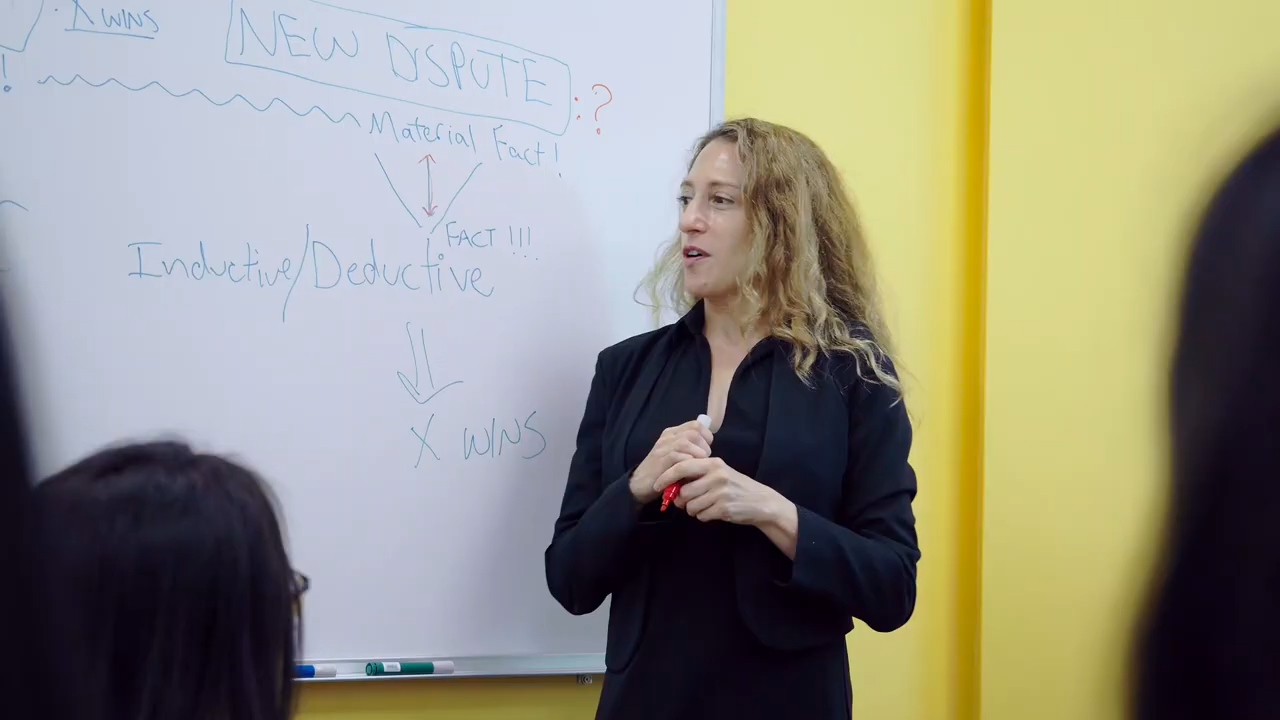 X WINS
NEW DISPUTE :?
!
Material Fact!
FACT !!!
Inductive/Deductive
X WINS